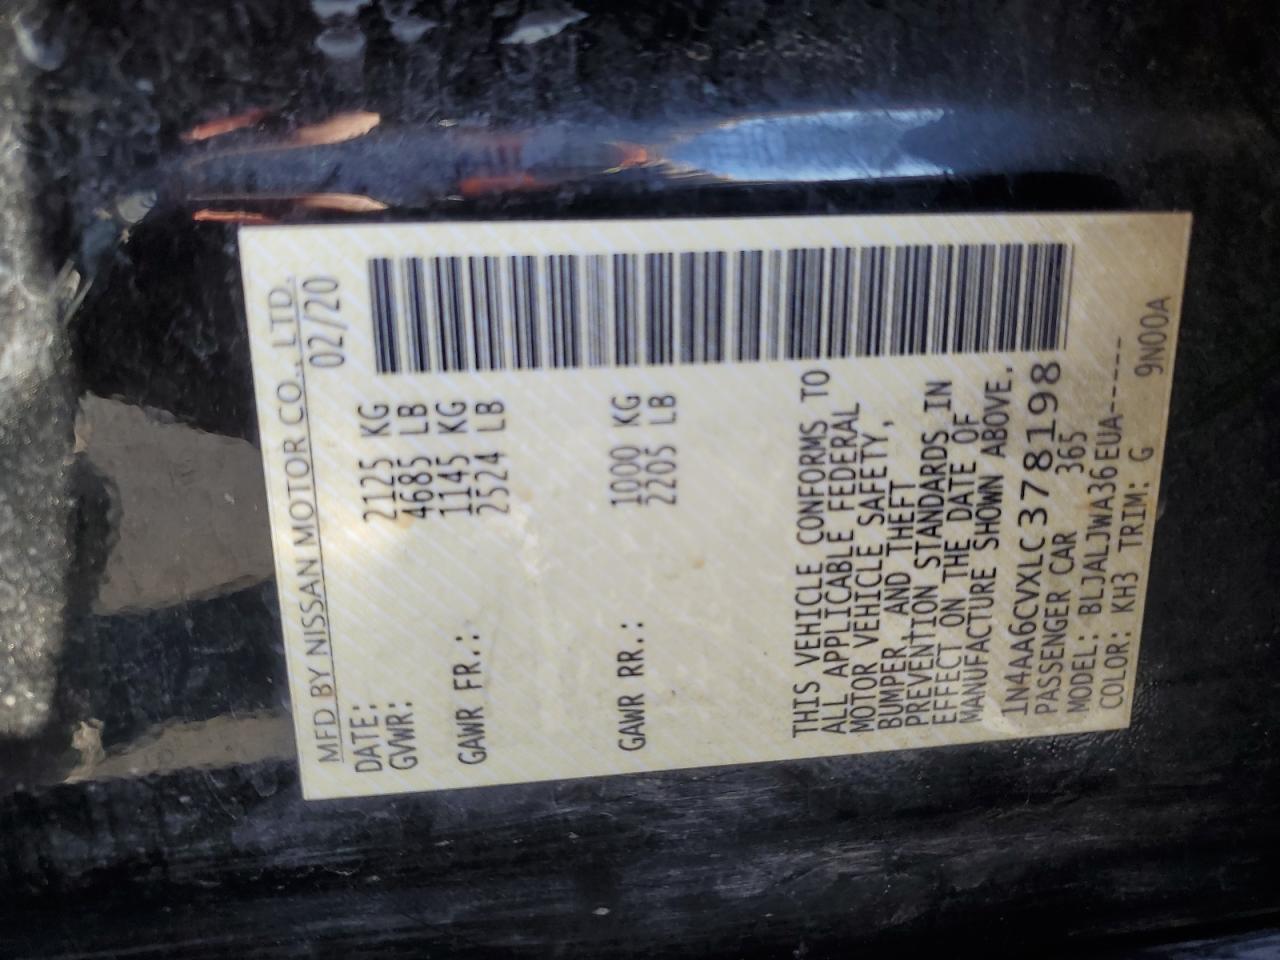 MFD BY NISSAN MOTOR CO., LTD.
DATE: 02/20
GVWR: 2125 KG
4685 LB
GAWR FR.: 1145 KG
2524 LB
GAWR RR.: 1000 KG
2205 LB
THIS VEHICLE CONFORMS TO
ALL APPLICABLE FEDERAL
MOTOR VEHICLE SAFETY,
BUMPER AND THEFT
PREVENTION STANDARDS IN
EFFECT ON THE DATE OF
MANUFACTURE SHOWN ABOVE.
1N4AA6CVXLC378198
PASSENGER CAR 365
MODEL: BLJALJWA36EUA-----
COLOR: KH3 TRIM: G 9N00A